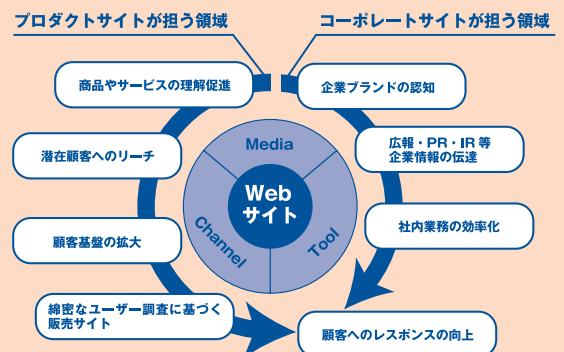 プロダクトサイトが担う領域
コーポレートサイトが担う領域
商品やサービスの理解促進
企業ブランドの認知
潜在顧客へのリーチ
広報・PR・IR 等
企業情報の伝達
顧客基盤の拡大
社内業務の効率化
綿密なユーザー調査に基づく
販売サイト
顧客へのレスポンスの向上
Media
Web
サイト
Channel
Tool